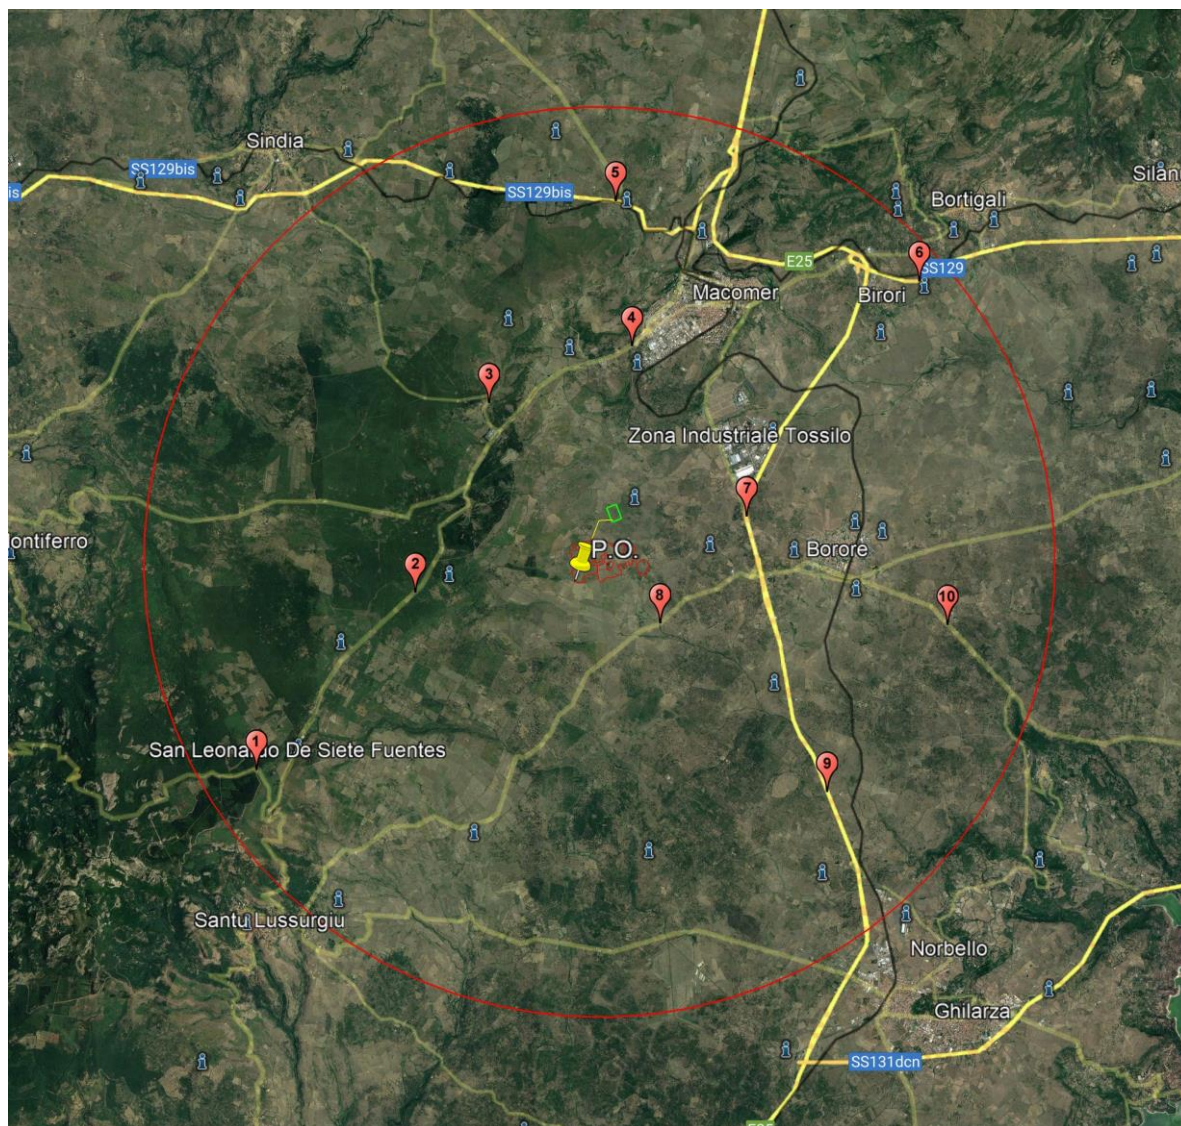 Sindia
SS129bis
SS129bis
is
5
Silan
Bortigali
E25
6
SS129
Macomer
Birori
4
3
Zona Industriale Tossilo
7
ontiferro
P.O.
Borore
2
8
10
1
San Leonardo De Siete Fuentes
9
Santu Lussurgiu
Norbello
Ghilarza
SS131dcn